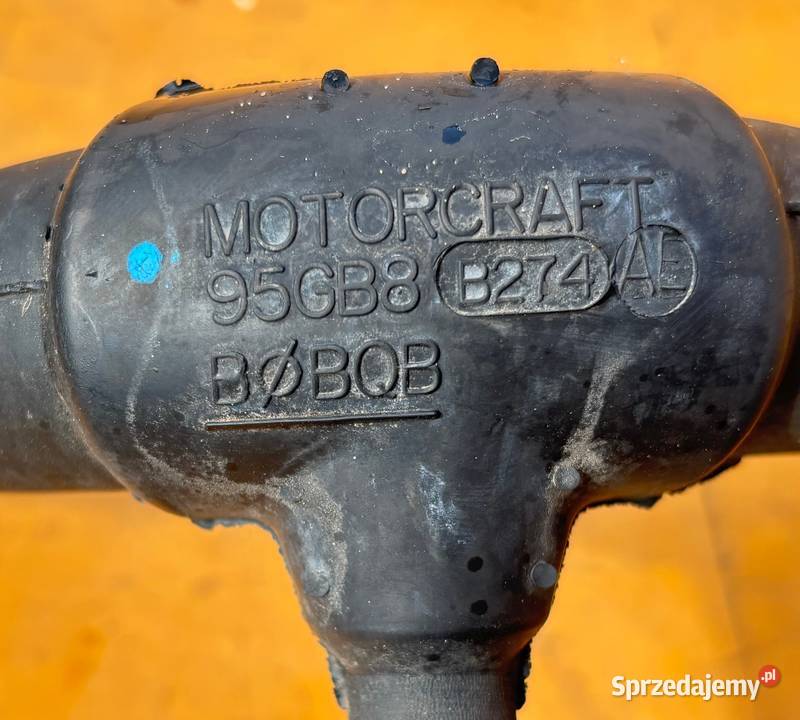 MOTORCRAFT
95GB8 B274 AE
BØBQB
Sprzedajemy.pl